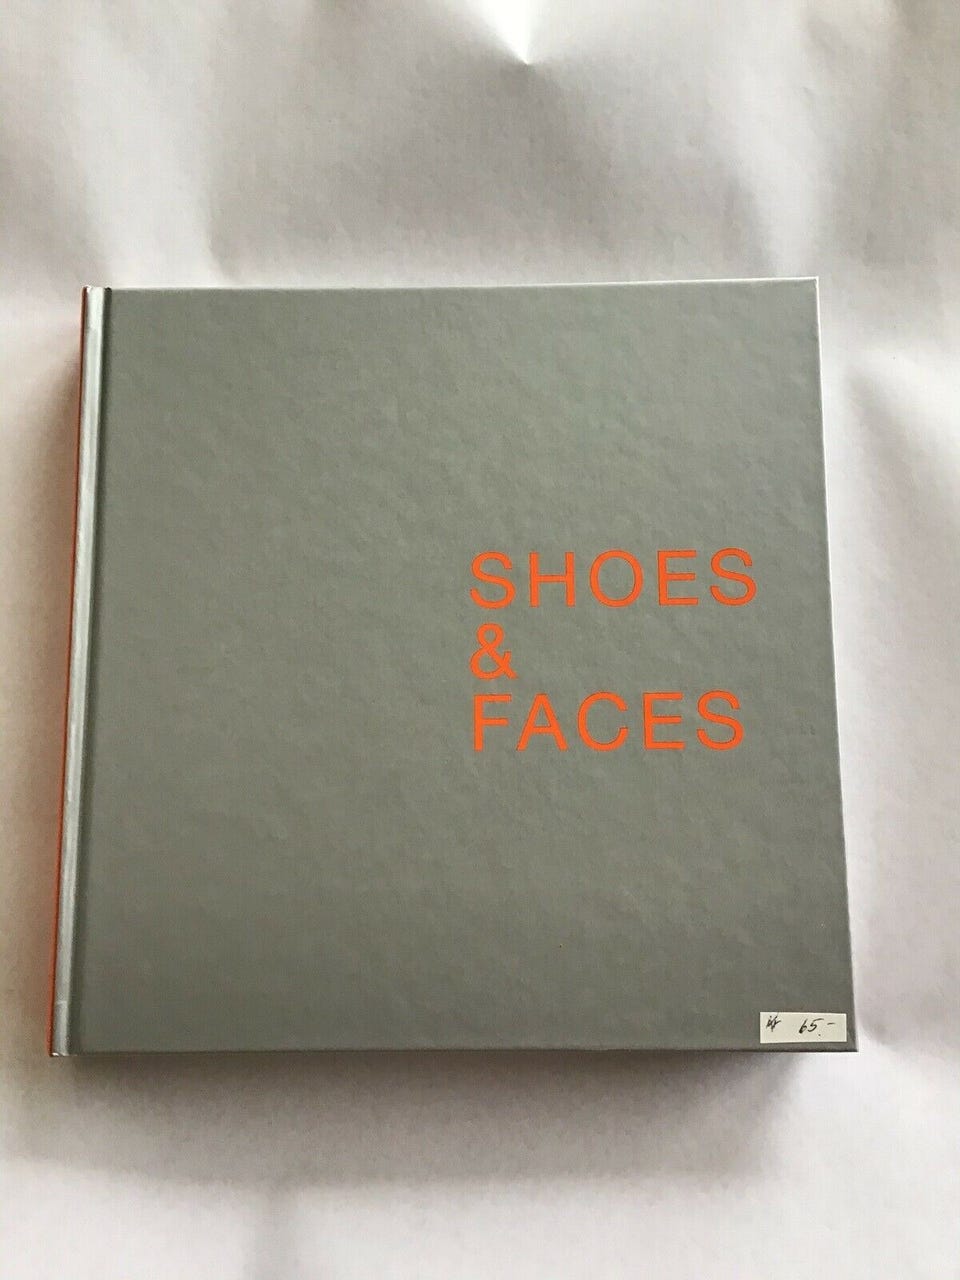 SHOES
&
FACES
65.-